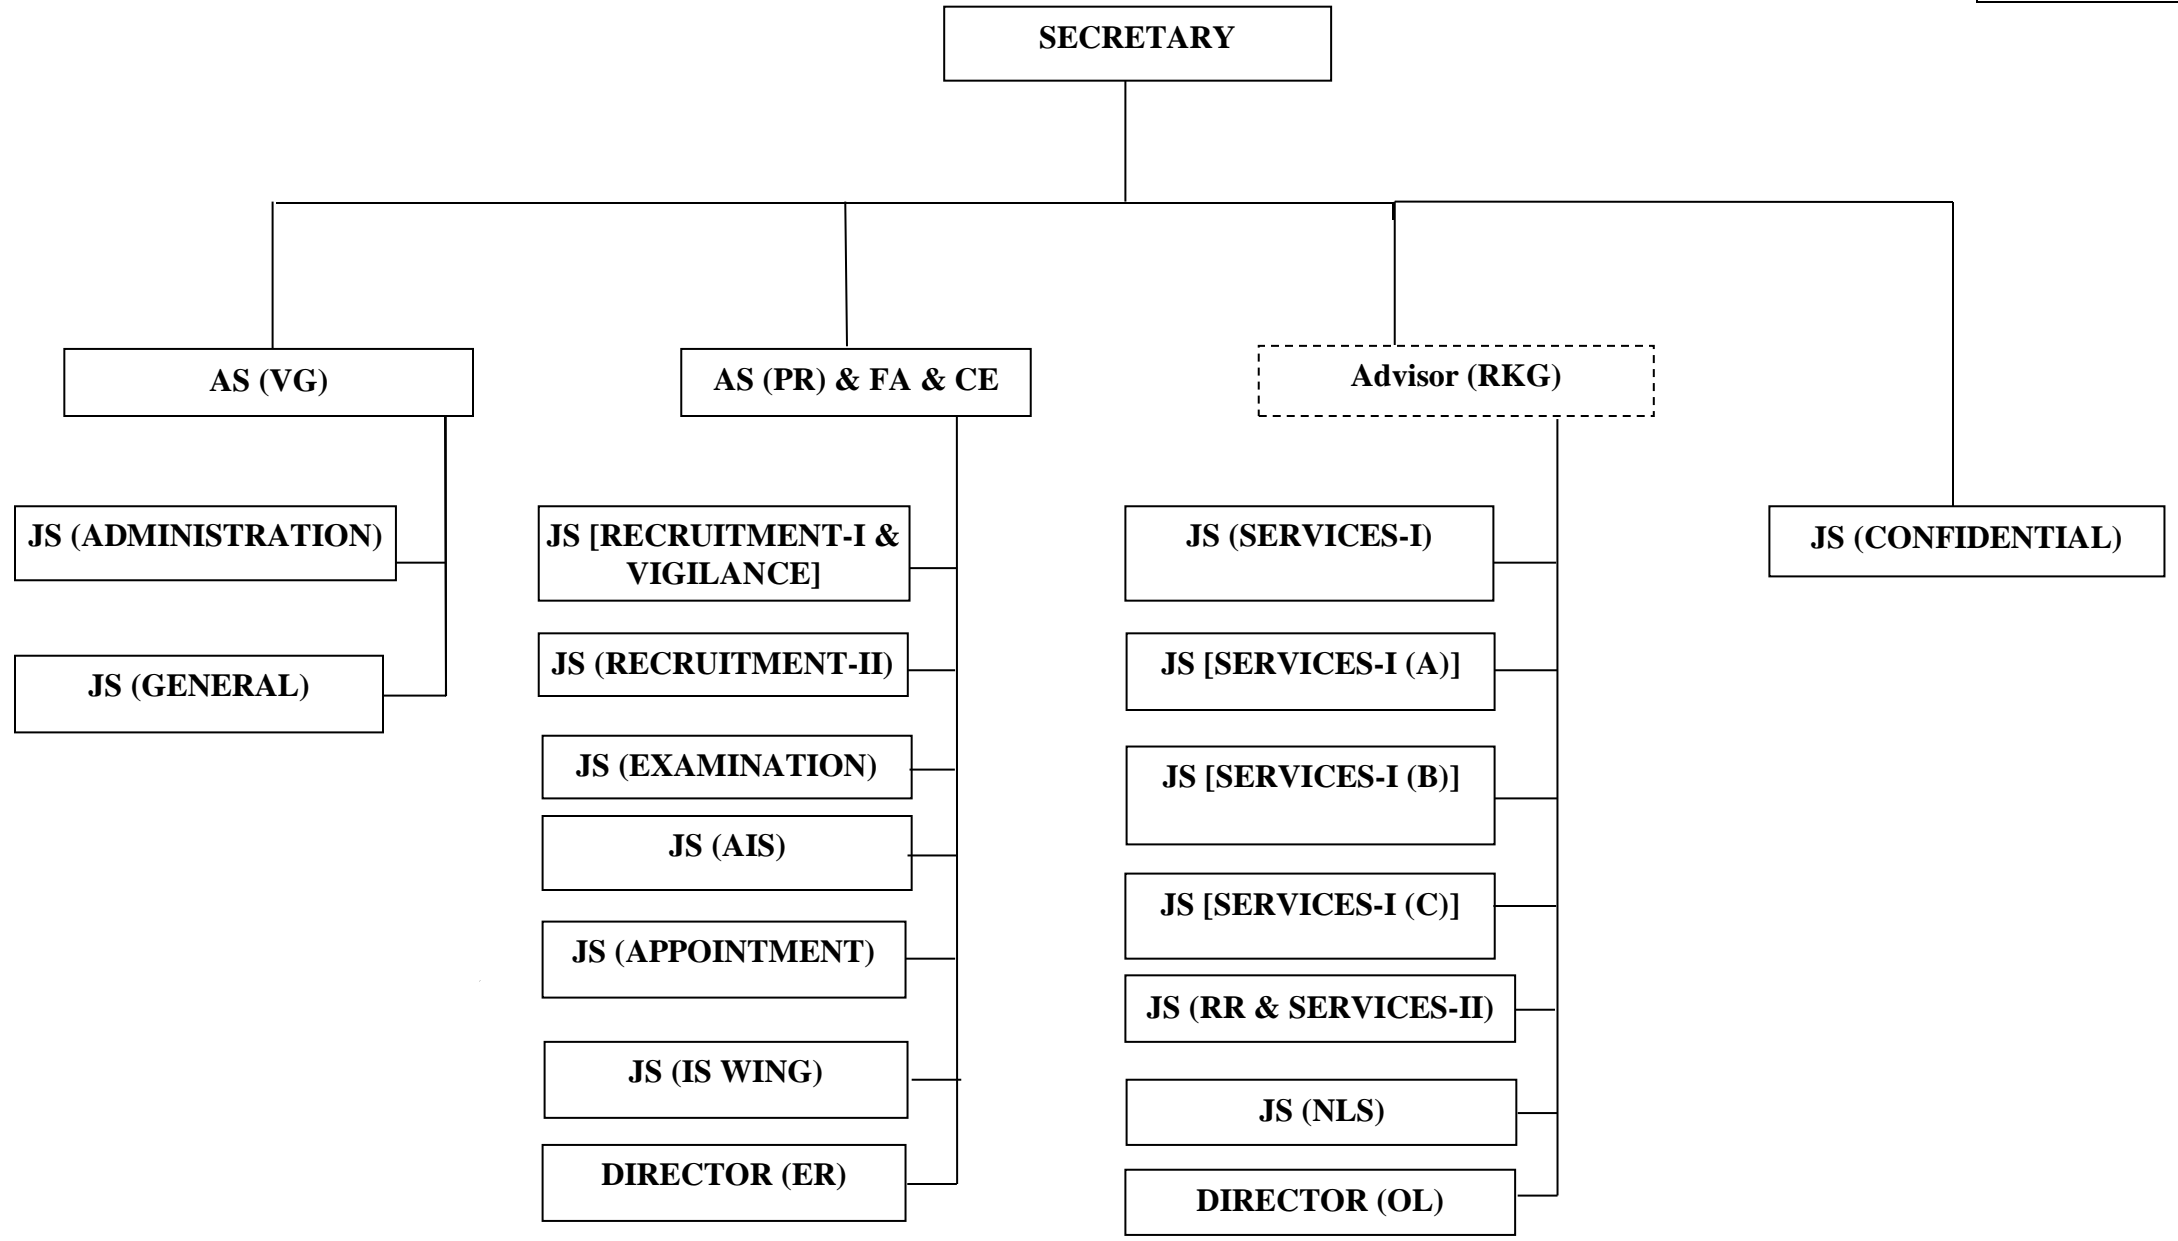 SECRETARY
AS (VG)
AS (PR) & FA & CE
Advisor (RKG)
JS (ADMINISTRATION)
JS (GENERAL)
JS [RECRUITMENT-I &
VIGILANCE]
JS (RECRUITMENT-II)
JS (EXAMINATION)
JS (AIS)
JS (APPOINTMENT)
JS (IS WING)
DIRECTOR (ER)
JS (SERVICES-I)
JS [SERVICES-I (A)]
JS [SERVICES-I (B)]
JS [SERVICES-I (C)]
JS (RR & SERVICES-II)
JS (NLS)
DIRECTOR (OL)
JS (CONFIDENTIAL)